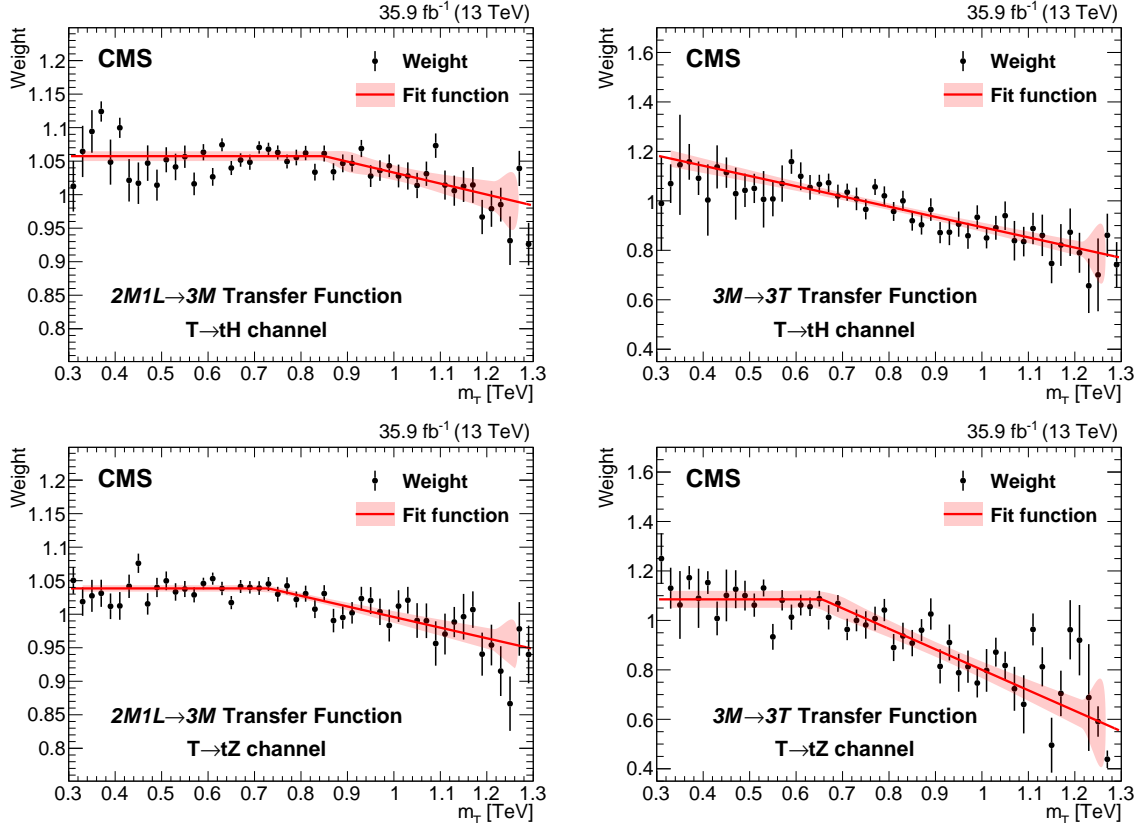 35.9 fb⁻¹ (13 TeV)
CMS
Weight
Fit function
2M1L→3M Transfer Function
T→tH channel
Weight
1.2
1.15
1.1
1.05
1
0.95
0.9
0.85
0.8
0.3 0.4 0.5 0.6 0.7 0.8 0.9 1 1.1 1.2 1.3
m_T [TeV]
35.9 fb⁻¹ (13 TeV)
CMS
Weight
Fit function
3M→3T Transfer Function
T→tH channel
Weight
1.6
1.4
1.2
1
0.8
0.6
0.4
0.3 0.4 0.5 0.6 0.7 0.8 0.9 1 1.1 1.2 1.3
m_T [TeV]
35.9 fb⁻¹ (13 TeV)
CMS
Weight
Fit function
2M1L→3M Transfer Function
T→tZ channel
Weight
1.2
1.15
1.1
1.05
1
0.95
0.9
0.85
0.8
0.3 0.4 0.5 0.6 0.7 0.8 0.9 1 1.1 1.2 1.3
m_T [TeV]
35.9 fb⁻¹ (13 TeV)
CMS
Weight
Fit function
3M→3T Transfer Function
T→tZ channel
Weight
1.6
1.4
1.2
1
0.8
0.6
0.4
0.3 0.4 0.5 0.6 0.7 0.8 0.9 1 1.1 1.2 1.3
m_T [TeV]